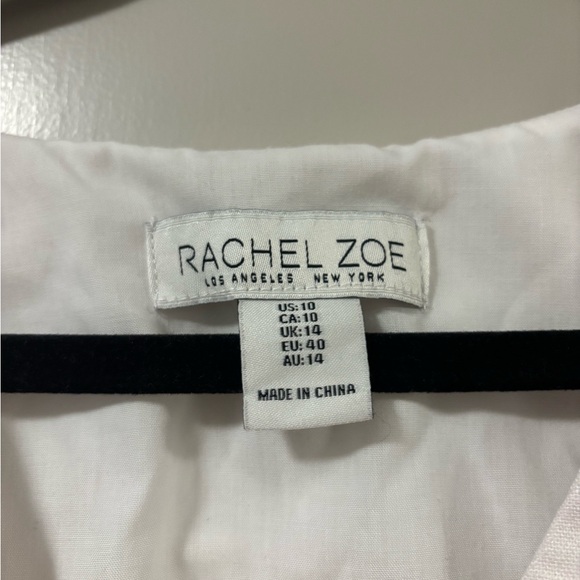 RACHEL ZOE
LOS ANGELES NEW YORK
US:10
CA:10
UK:14
EU:40
AU:14
MADE IN CHINA